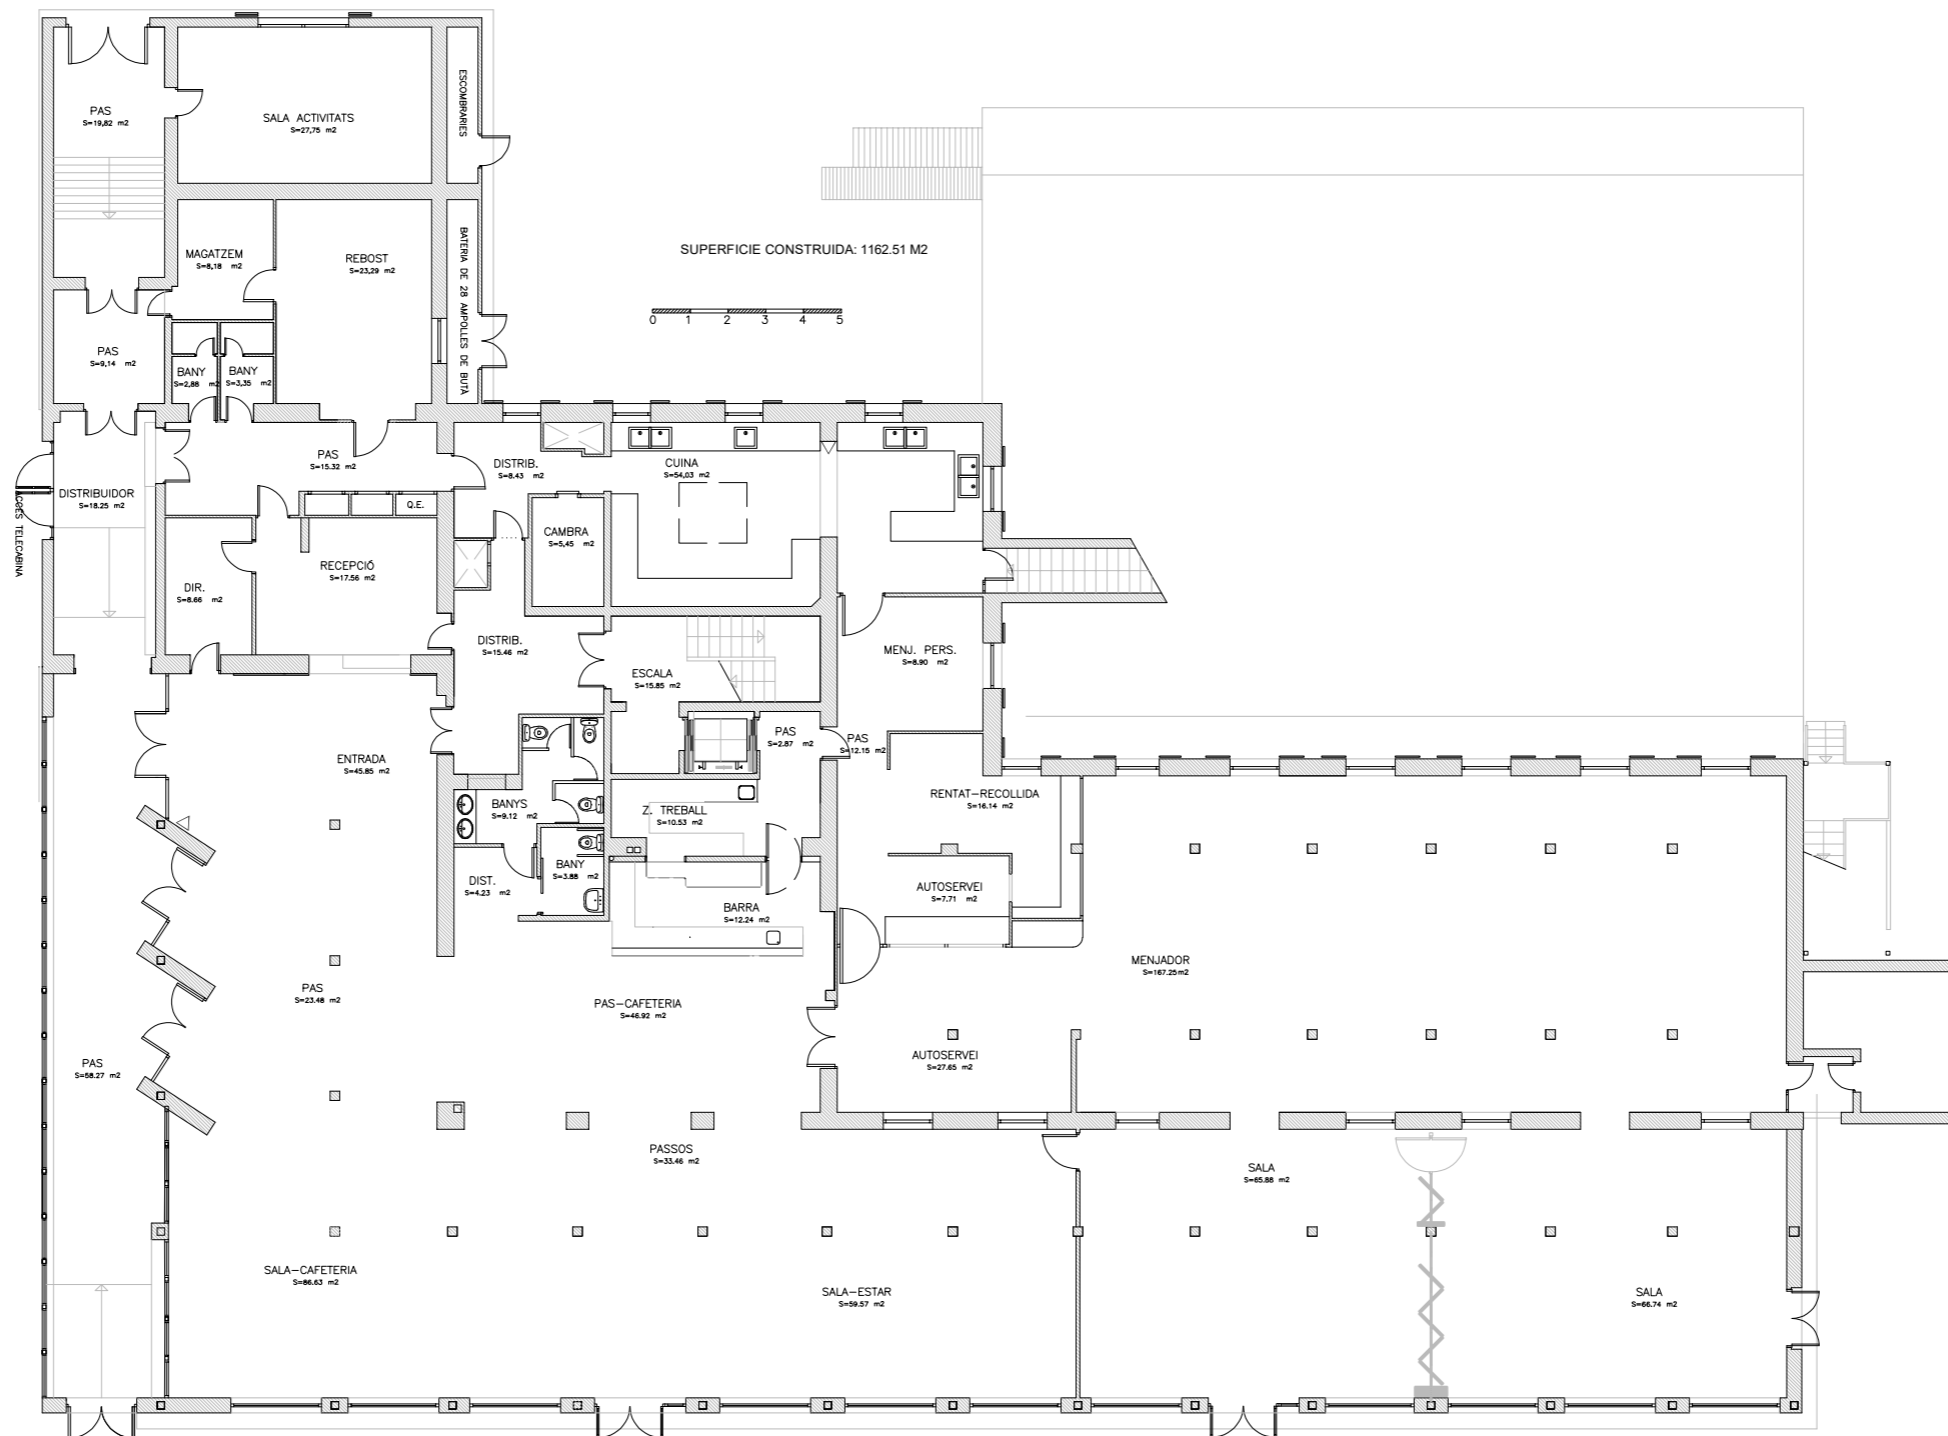 PAS
S=19,82 m2
SALA ACTIVITATS
S=27,75 m2
ESCOMBRARIES
MAGATZEM
S=8,18 m2
REBOST
S=23,29 m2
BATERIA DE 28 AMPOLLES DE BUTÀ
SUPERFICIE CONSTRUIDA: 1162.51 M2
0 1 2 3 4 5
PAS
S=9,14 m2
BANY
S=2,88 m2
BANY
S=3,35 m2
PAS
S=15.32 m2
DISTRIB.
S=8.43 m2
CUINA
S=54,03 m2
DISTRIBUIDOR
S=18.25 m2
ACCÉS TELECABINA
Q.E.
CAMBRA
S=5,45 m2
RECEPCIÓ
S=17.56 m2
DIR.
S=8.66 m2
DISTRIB.
S=15.46 m2
ESCALA
S=15.85 m2
MENJ. PERS.
S=8.90 m2
PAS
S=2.87 m2
PAS
S=12.15 m2
ENTRADA
S=45.85 m2
RENTAT-RECOLLIDA
S=16.14 m2
BANYS
S=9.12 m2
Z. TREBALL
S=10.53 m2
BANY
S=3.88 m2
DIST.
S=4.23 m2
AUTOSERVEI
S=7.71 m2
BARRA
S=12.24 m2
MENJADOR
S=167.25m2
PAS
S=23.48 m2
PAS-CAFETERIA
S=46.92 m2
AUTOSERVEI
S=27.65 m2
PAS
S=58.27 m2
PASSOS
S=33.46 m2
SALA
S=65.88 m2
SALA-CAFETERIA
S=86.63 m2
SALA-ESTAR
S=59.57 m2
SALA
S=66.74 m2